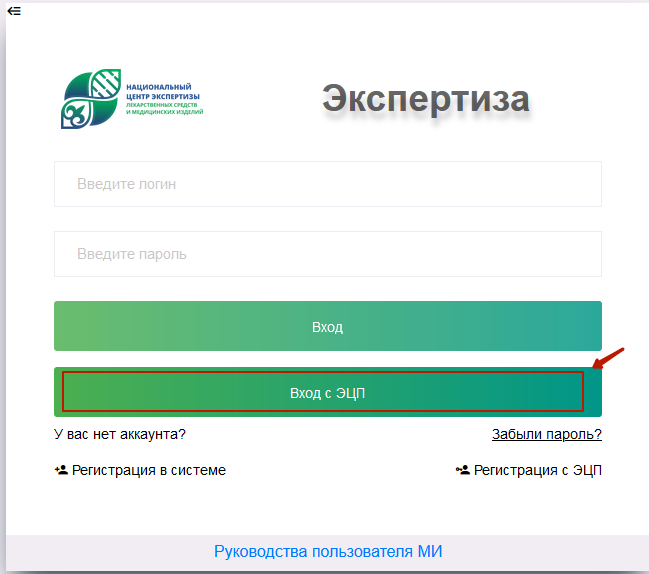 НАЦИОНАЛЬНЫЙ
ЦЕНТР ЭКСПЕРТИЗЫ
ЛЕКАРСТВЕННЫХ СРЕДСТВ
И МЕДИЦИНСКИХ ИЗДЕЛИЙ
Экспертиза
Введите логин
Введите пароль
Вход
Вход с ЭЦП
У вас нет аккаунта? Забыли пароль?
Регистрация в системе Регистрация с ЭЦП
Руководства пользователя МИ